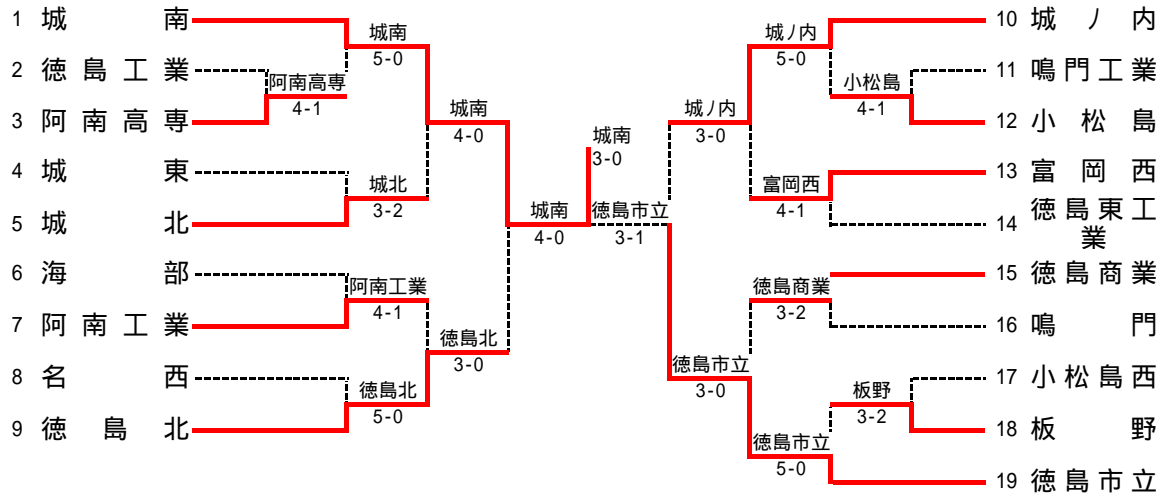 1 城南
2 徳島工業
3 阿南高専
4 城東
5 城北
6 海部
7 阿南工業
8 名西
9 徳島北
城南
5-0
阿南高専
4-1
城北
3-2
阿南工業
4-1
徳島北
5-0
城南
4-0
徳島北
3-0
城南
4-0
城南
3-0
徳島市立
3-1
城ノ内
3-0
徳島市立
3-0
城ノ内
5-0
富岡西
4-1
徳島商業
3-2
徳島市立
5-0
小松島
4-1
板野
3-2
10 城ノ内
11 鳴門工業
12 小松島
13 富岡西
14 徳島東工
業
15 徳島商業
16 鳴門
17 小松島西
18 板野
19 徳島市立